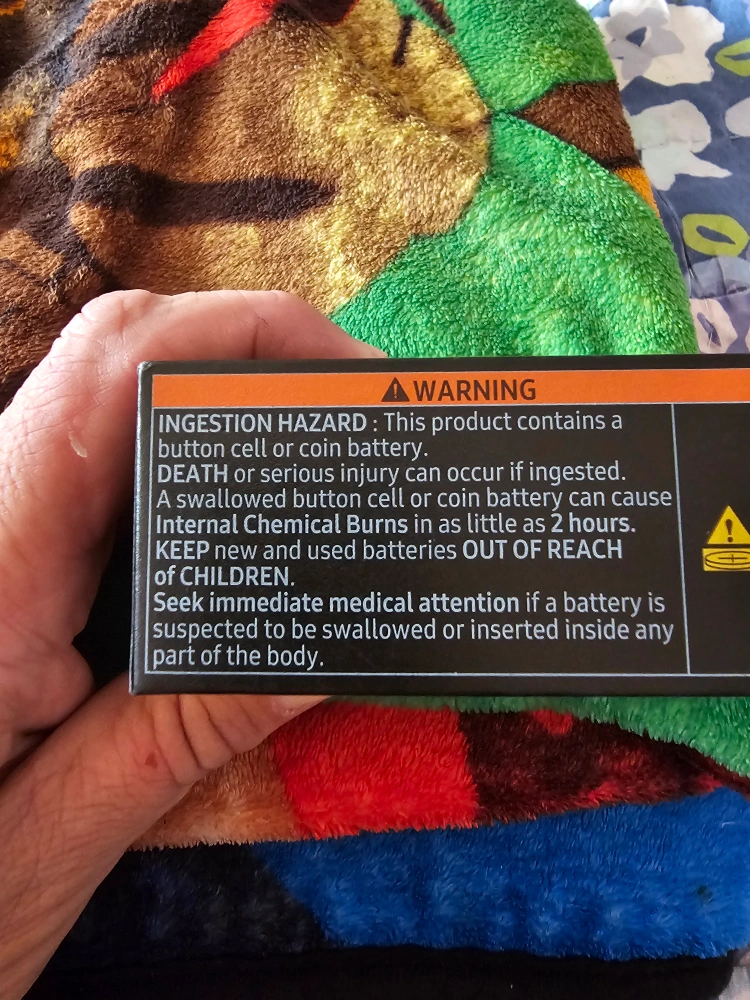 WARNING
INGESTION HAZARD : This product contains a
button cell or coin battery.
DEATH or serious injury can occur if ingested.
A swallowed button cell or coin battery can cause
Internal Chemical Burns in as little as 2 hours.
KEEP new and used batteries OUT OF REACH
of CHILDREN.
Seek immediate medical attention if a battery is
suspected to be swallowed or inserted inside any
part of the body.